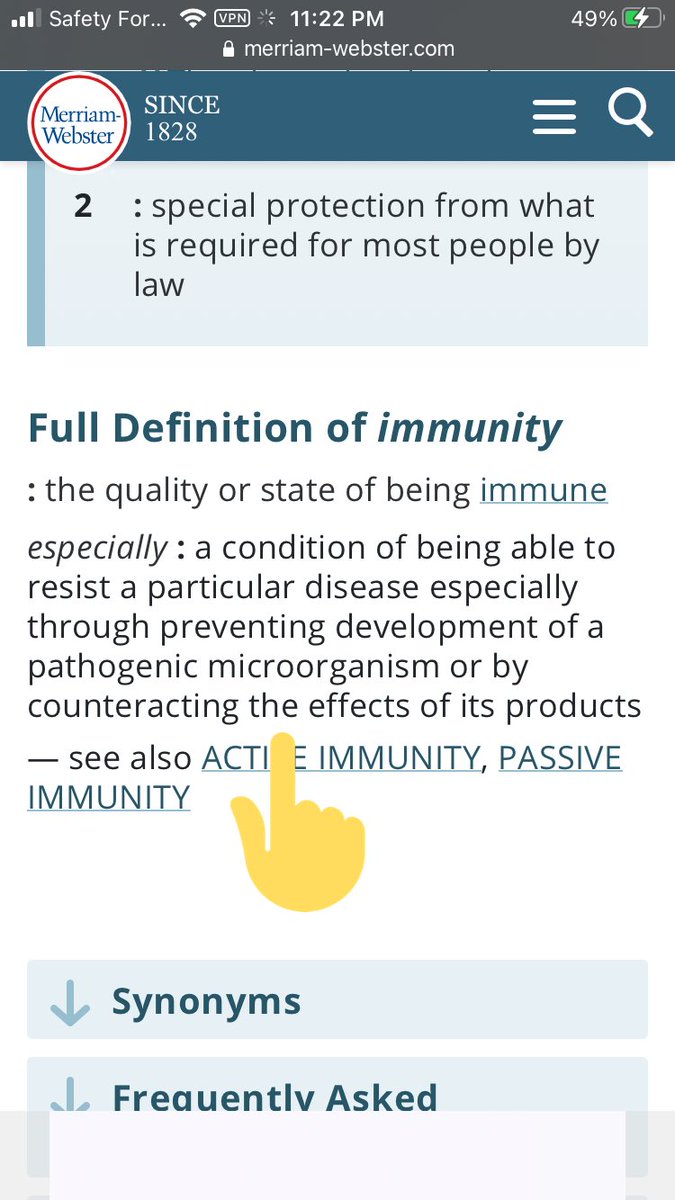 Safety For... VPN 11:22 PM 49%
merriam-webster.com
Merriam-
Webster
SINCE
1828
2 : special protection from what
is required for most people by
law
Full Definition of immunity
: the quality or state of being immune
especially : a condition of being able to
resist a particular disease especially
through preventing development of a
pathogenic microorganism or by
counteracting the effects of its products
— see also ACTIVE IMMUNITY, PASSIVE
IMMUNITY
Synonyms
Frequently Asked